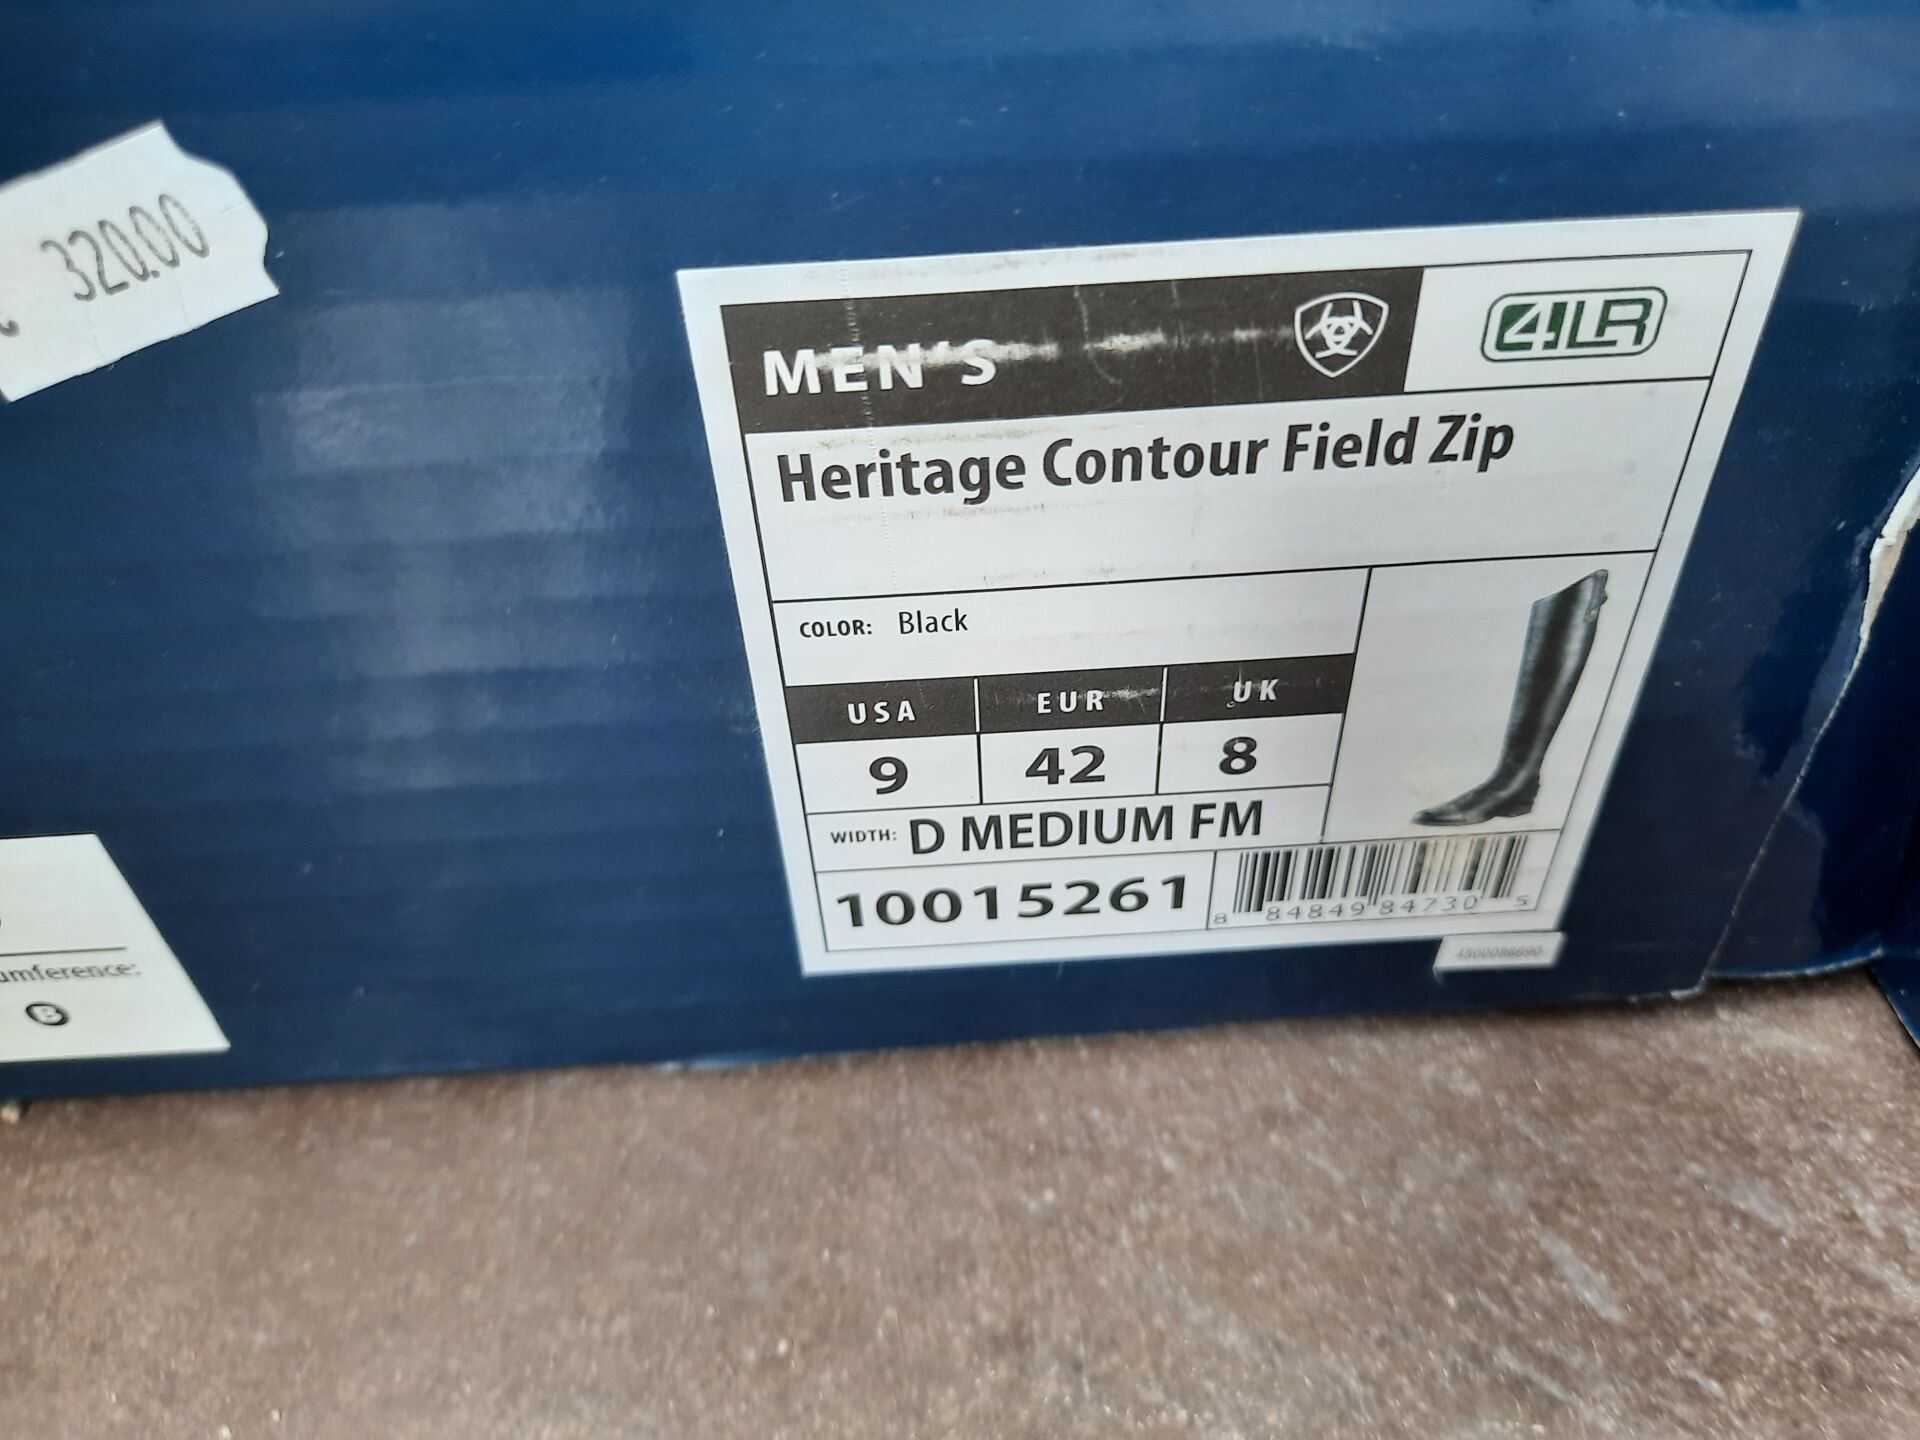 320.00
MEN'S
4LR
Heritage Contour Field Zip
COLOR: Black
USA EUR UK
9 42 8
WIDTH: D MEDIUM FM
10015261
8 84849 84730 5
4500086690
umference:
B